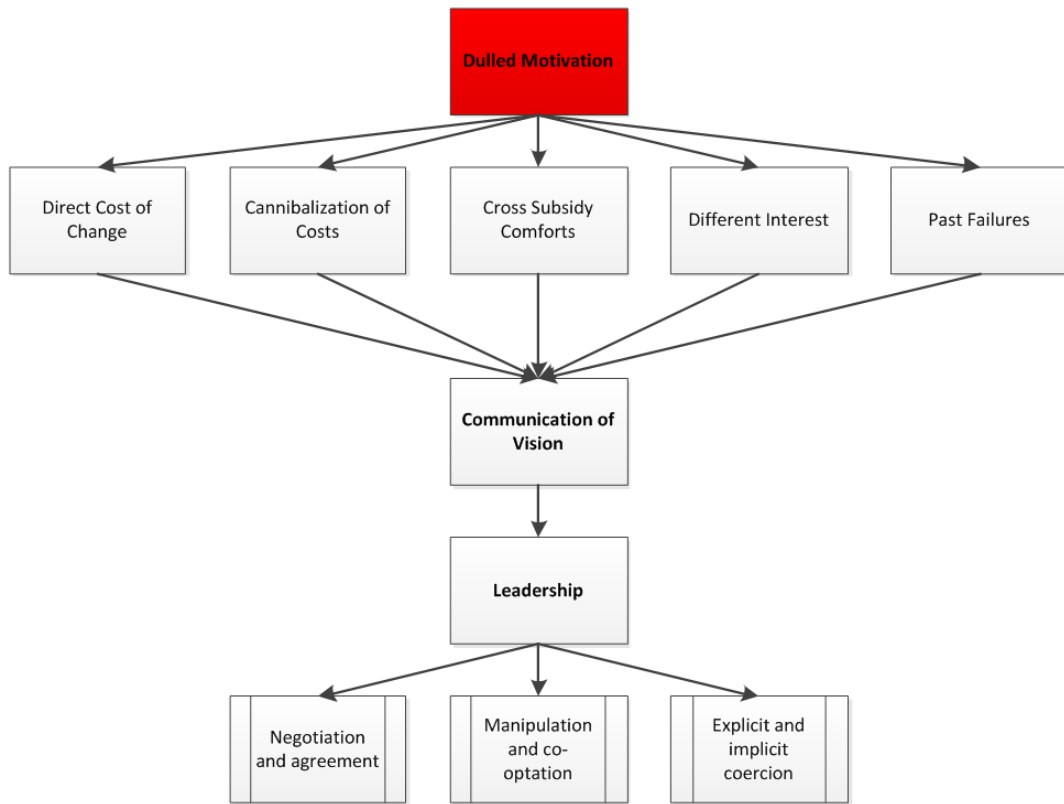 Dulled Motivation
Direct Cost of
Change
Cannibalization of
Costs
Cross Subsidy
Comforts
Different Interest
Past Failures
Communication of
Vision
Leadership
Negotiation
and agreement
Manipulation
and co-
optation
Explicit and
implicit
coercion